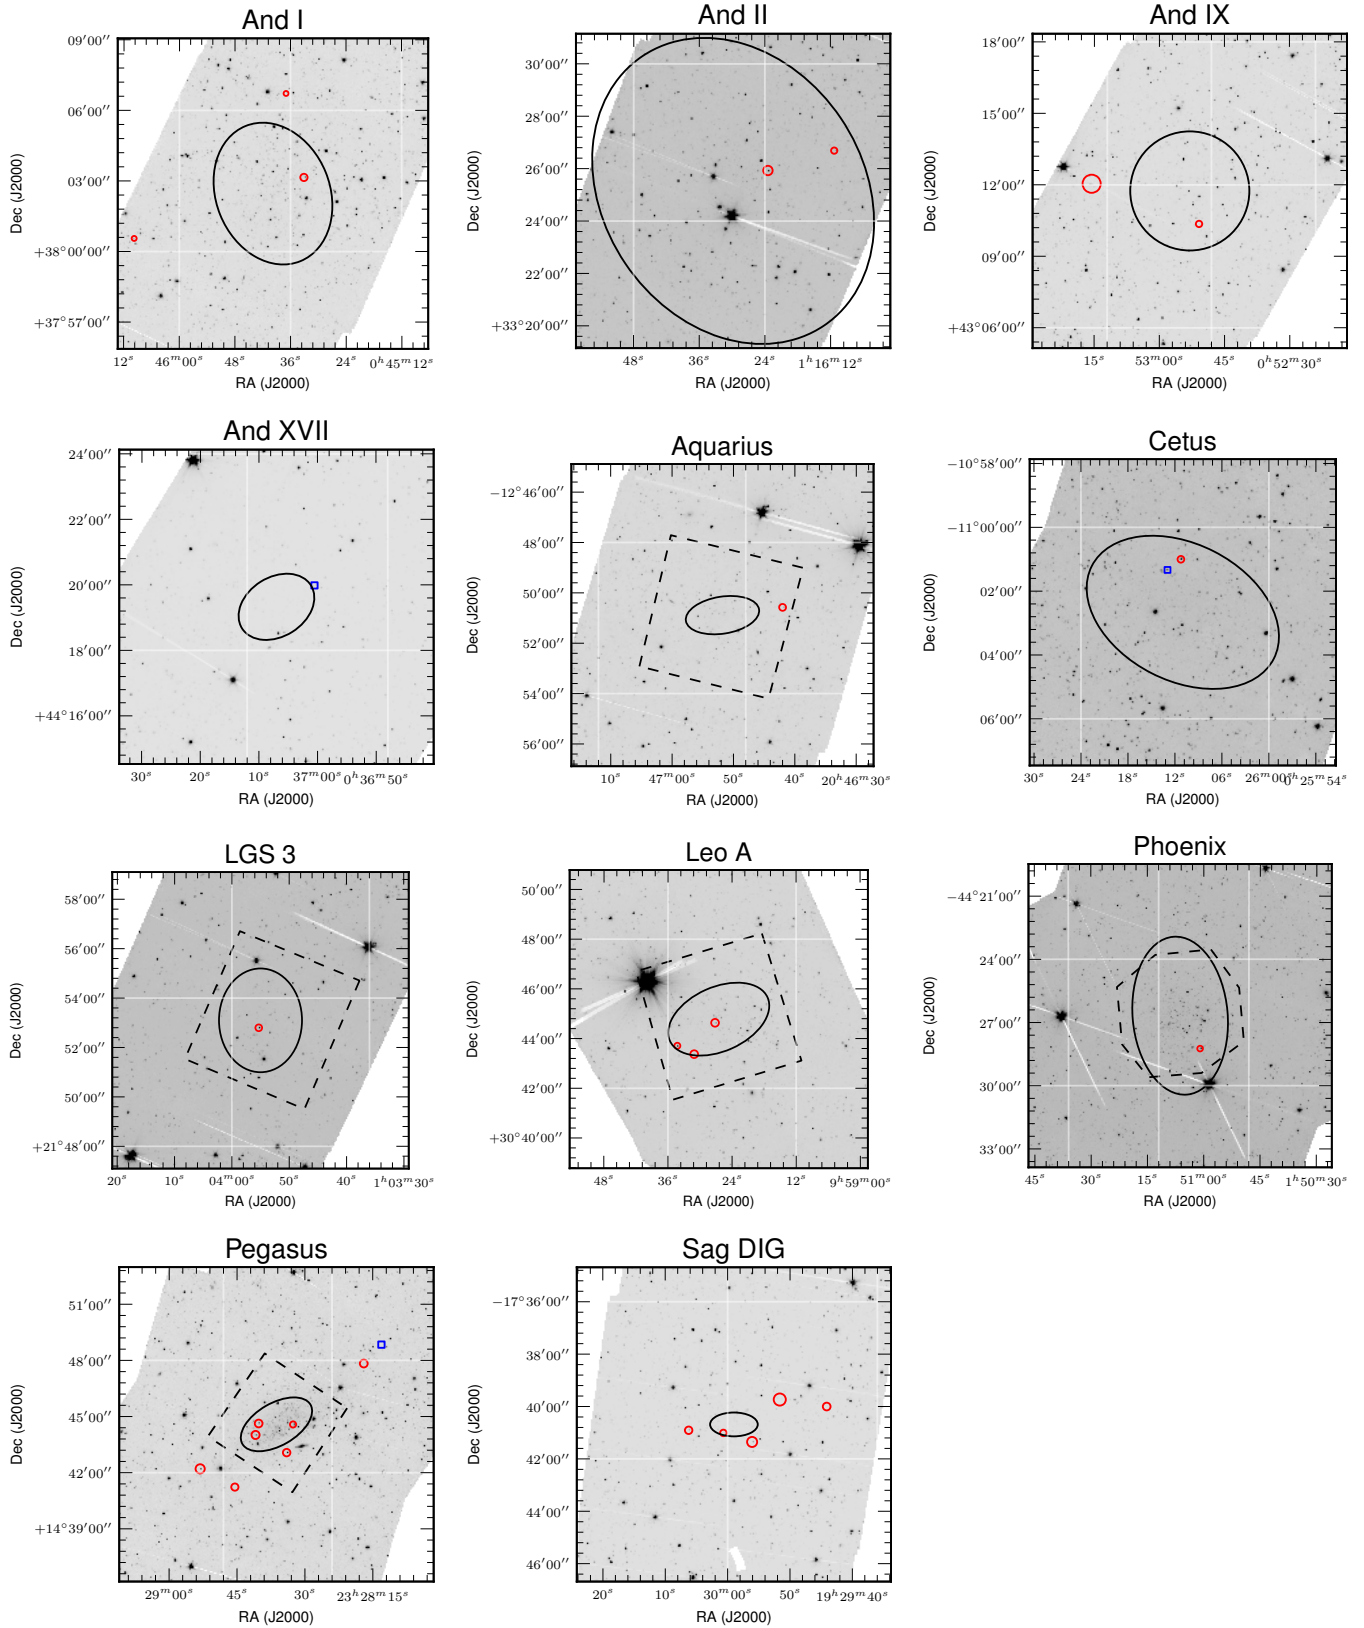 And I
09′00″
06′00″
03′00″
+38°00′00″
+37°57′00″
Dec (J2000)
12ˢ 46ᵐ00ˢ 48ˢ 36ˢ 24ˢ 0ʰ45ᵐ12ˢ
RA (J2000)
And II
30′00″
28′00″
26′00″
24′00″
22′00″
+33°20′00″
Dec (J2000)
48ˢ 36ˢ 24ˢ 1ʰ16ᵐ12ˢ
RA (J2000)
And IX
18′00″
15′00″
12′00″
09′00″
+43°06′00″
Dec (J2000)
15ˢ 53ᵐ00ˢ 45ˢ 0ʰ52ᵐ30ˢ
RA (J2000)
And XVII
24′00″
22′00″
20′00″
18′00″
+44°16′00″
Dec (J2000)
30ˢ 20ˢ 10ˢ 37ᵐ00ˢ 0ʰ36ᵐ50ˢ
RA (J2000)
Aquarius
−12°46′00″
48′00″
50′00″
52′00″
54′00″
56′00″
Dec (J2000)
10ˢ 47ᵐ00ˢ 50ˢ 40ˢ 20ʰ46ᵐ30ˢ
RA (J2000)
Cetus
−10°58′00″
−11°00′00″
02′00″
04′00″
06′00″
Dec (J2000)
30ˢ 24ˢ 18ˢ 12ˢ 06ˢ 26ᵐ00ˢ 0ʰ25ᵐ54ˢ
RA (J2000)
LGS 3
58′00″
56′00″
54′00″
52′00″
50′00″
+21°48′00″
Dec (J2000)
20ˢ 10ˢ 04ᵐ00ˢ 50ˢ 40ˢ 1ʰ03ᵐ30ˢ
RA (J2000)
Leo A
50′00″
48′00″
46′00″
44′00″
42′00″
+30°40′00″
Dec (J2000)
48ˢ 36ˢ 24ˢ 12ˢ 9ʰ59ᵐ00ˢ
RA (J2000)
Phoenix
−44°21′00″
24′00″
27′00″
30′00″
33′00″
Dec (J2000)
45ˢ 30ˢ 15ˢ 51ᵐ00ˢ 45ˢ 1ʰ50ᵐ30ˢ
RA (J2000)
Pegasus
51′00″
48′00″
45′00″
42′00″
+14°39′00″
Dec (J2000)
29ᵐ00ˢ 45ˢ 30ˢ 23ʰ28ᵐ15ˢ
RA (J2000)
Sag DIG
−17°36′00″
38′00″
40′00″
42′00″
44′00″
46′00″
Dec (J2000)
20ˢ 10ˢ 30ᵐ00ˢ 50ˢ 19ʰ29ᵐ40ˢ
RA (J2000)